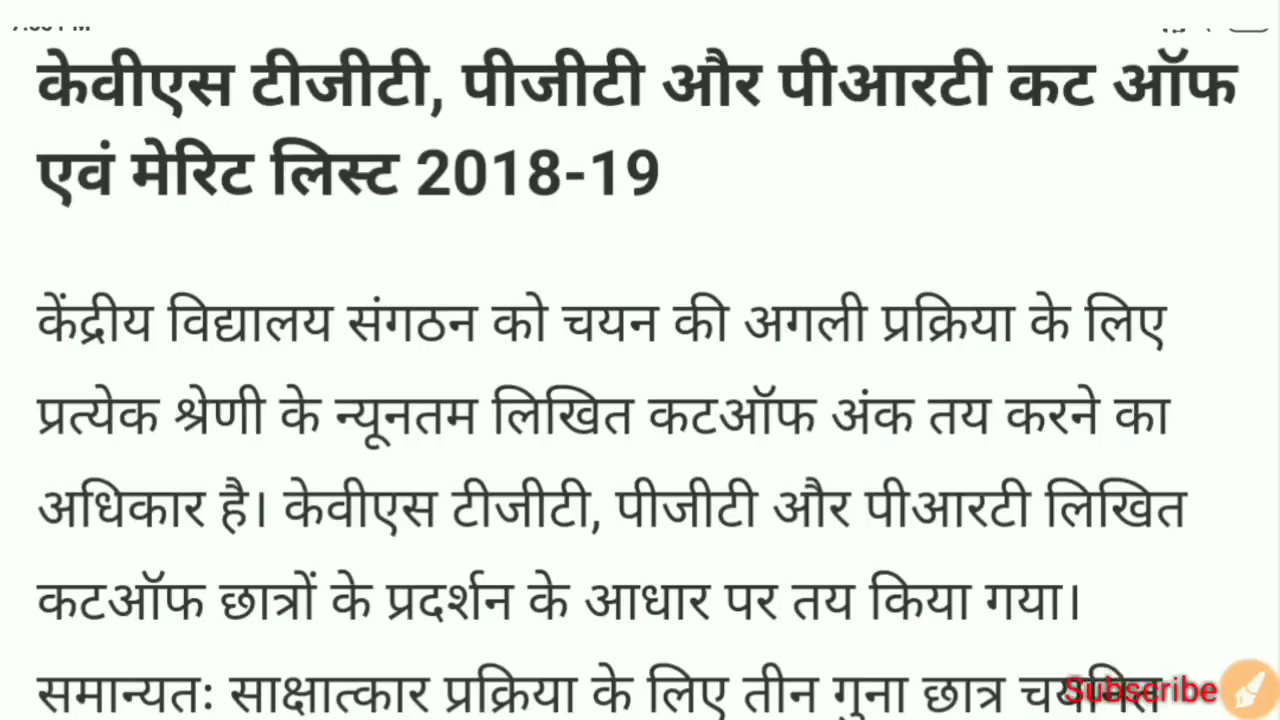 केवीएस टीजीटी, पीजीटी और पीआरटी कट ऑफ
एवं मेरिट लिस्ट 2018-19
केंद्रीय विद्यालय संगठन को चयन की अगली प्रक्रिया के लिए
प्रत्येक श्रेणी के न्यूनतम लिखित कटऑफ अंक तय करने का
अधिकार है। केवीएस टीजीटी, पीजीटी और पीआरटी लिखित
कटऑफ छात्रों के प्रदर्शन के आधार पर तय किया गया।
समान्यतः साक्षात्कार प्रक्रिया के लिए तीन गुना छात्र
Subscribe